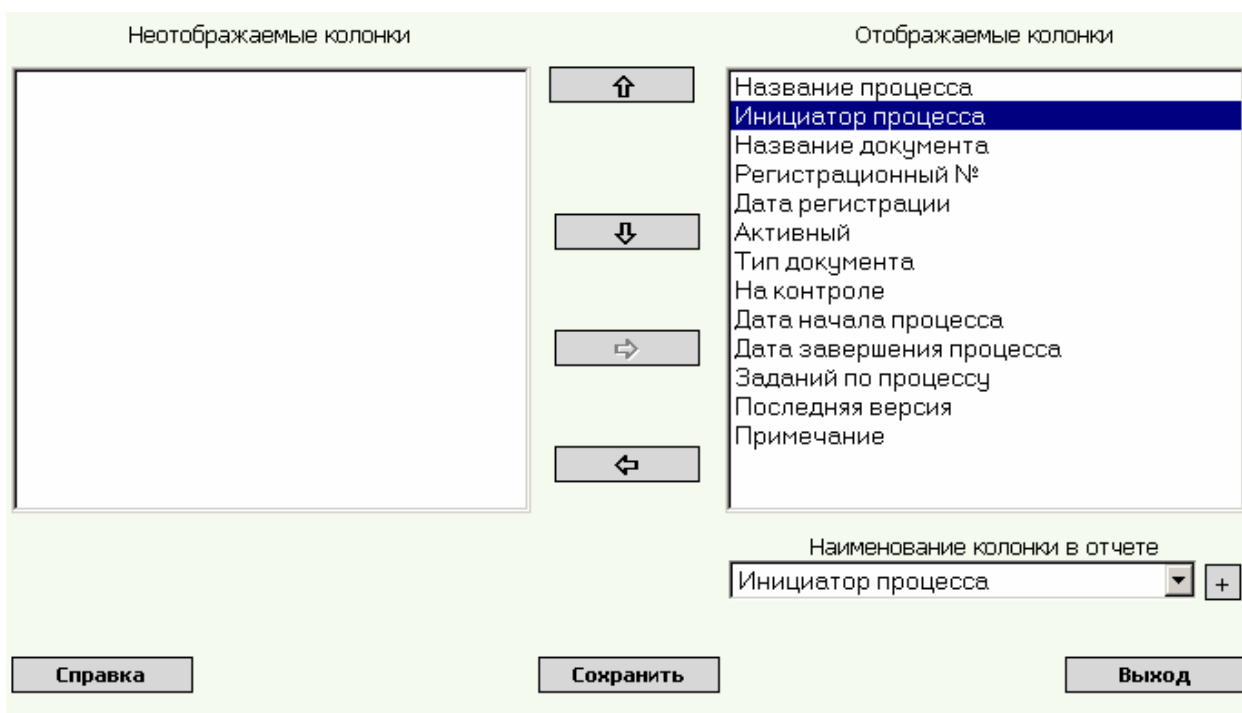 Неотображаемые колонки
Отображаемые колонки
Название процесса
Инициатор процесса
Название документа
Регистрационный №
Дата регистрации
Активный
Тип документа
На контроле
Дата начала процесса
Дата завершения процесса
Заданий по процессу
Последняя версия
Примечание
Наименование колонки в отчете
Инициатор процесса
+
Справка
Сохранить
Выход